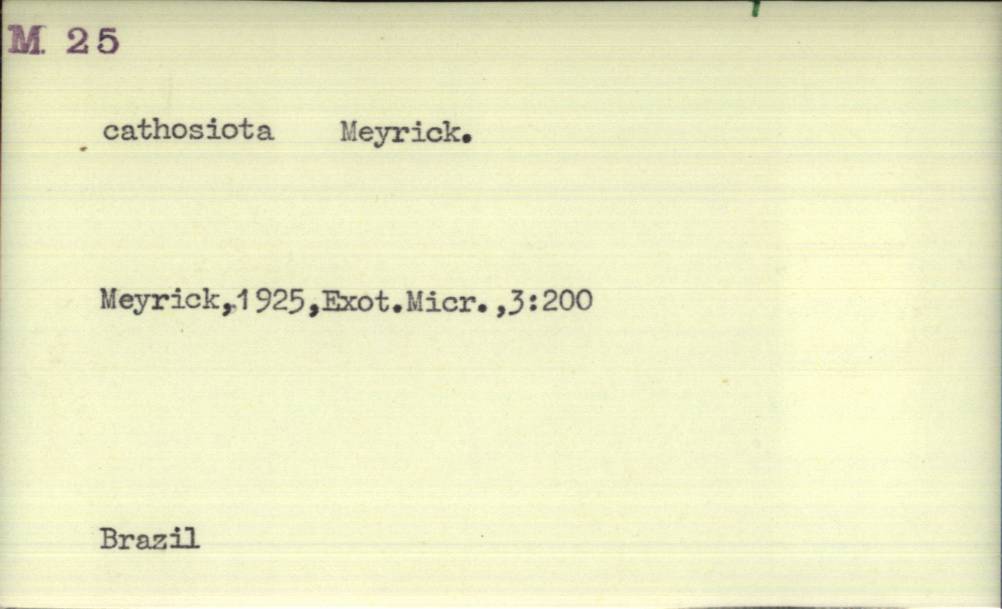 M 25
cathosiota Meyrick.
Meyrick,1925,Exot.Micr.,3:200
Brazil